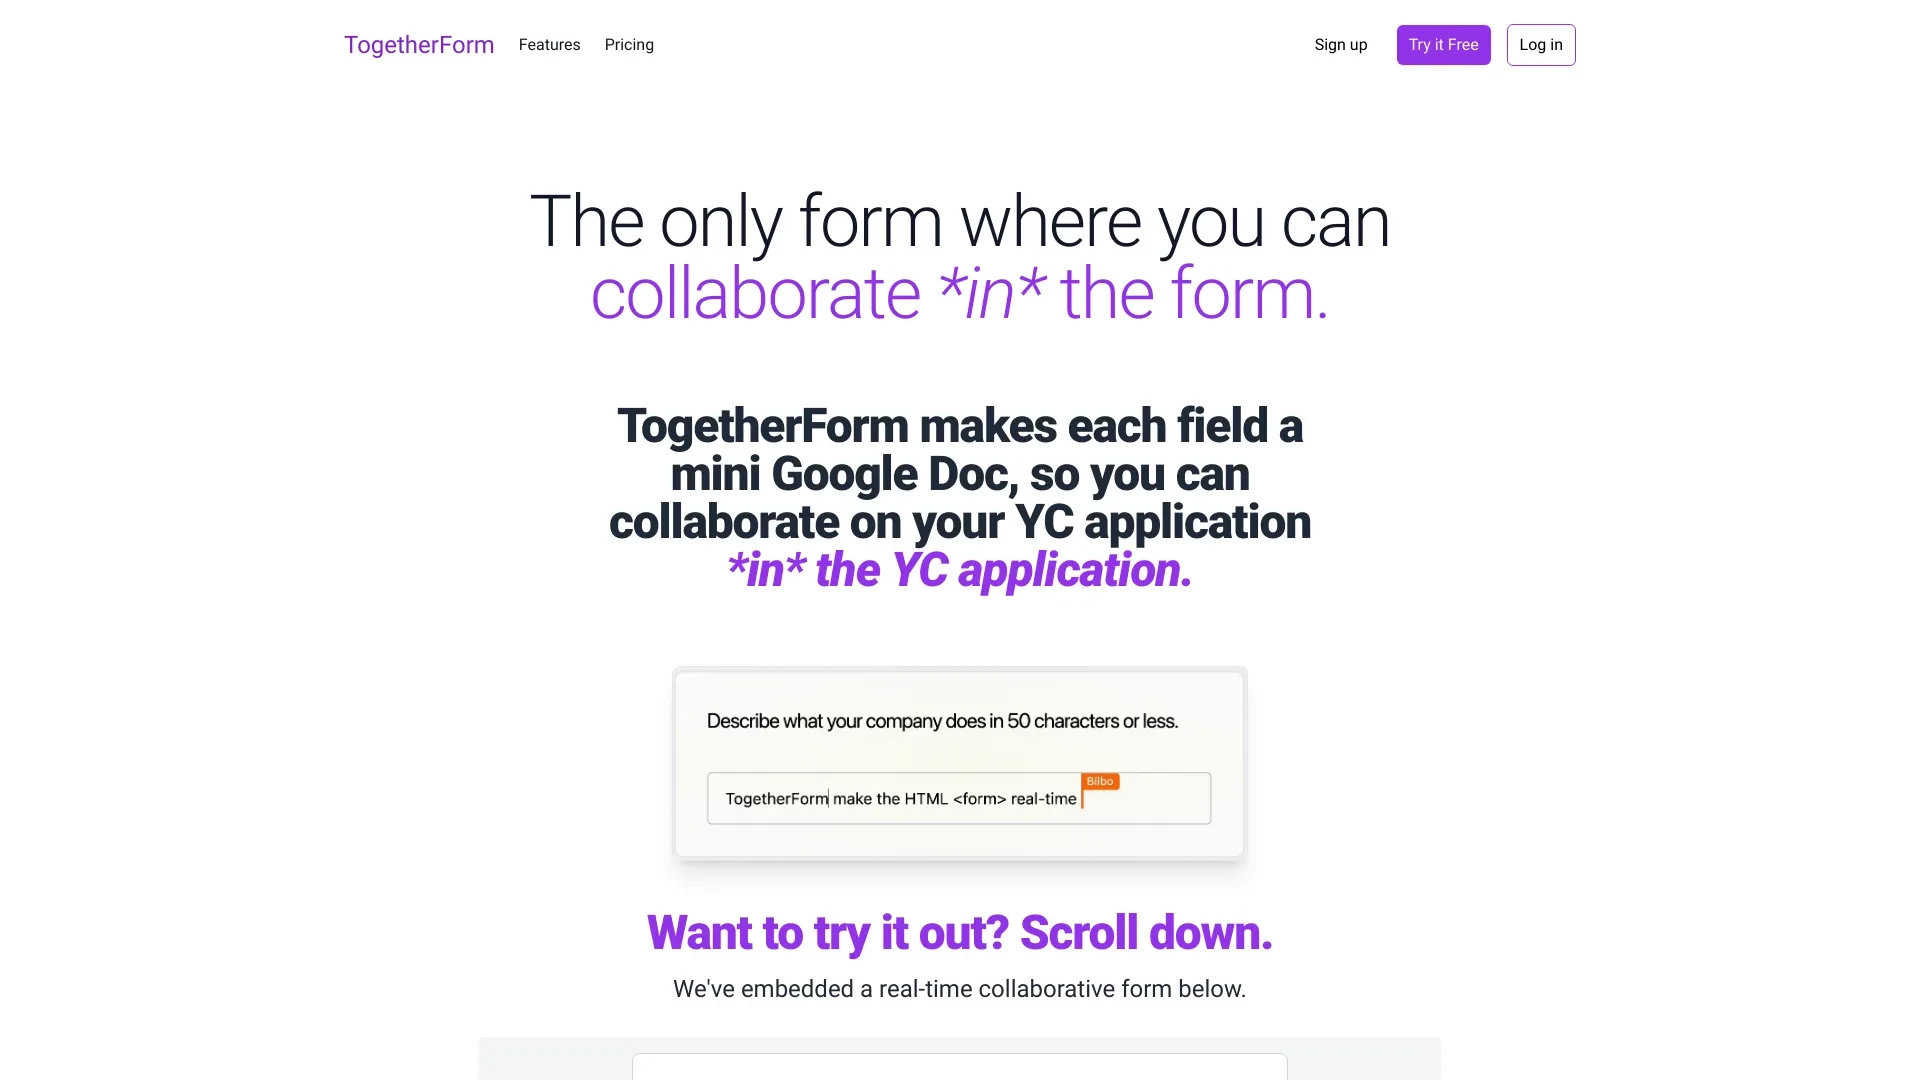 TogetherForm Features Pricing Sign up Try it Free Log in
The only form where you can
collaborate *in* the form.
TogetherForm makes each field a
mini Google Doc, so you can
collaborate on your YC application
*in* the YC application.
Describe what your company does in 50 characters or less.
Bilbo
TogetherForm make the HTML <form> real-time
Want to try it out? Scroll down.
We've embedded a real-time collaborative form below.